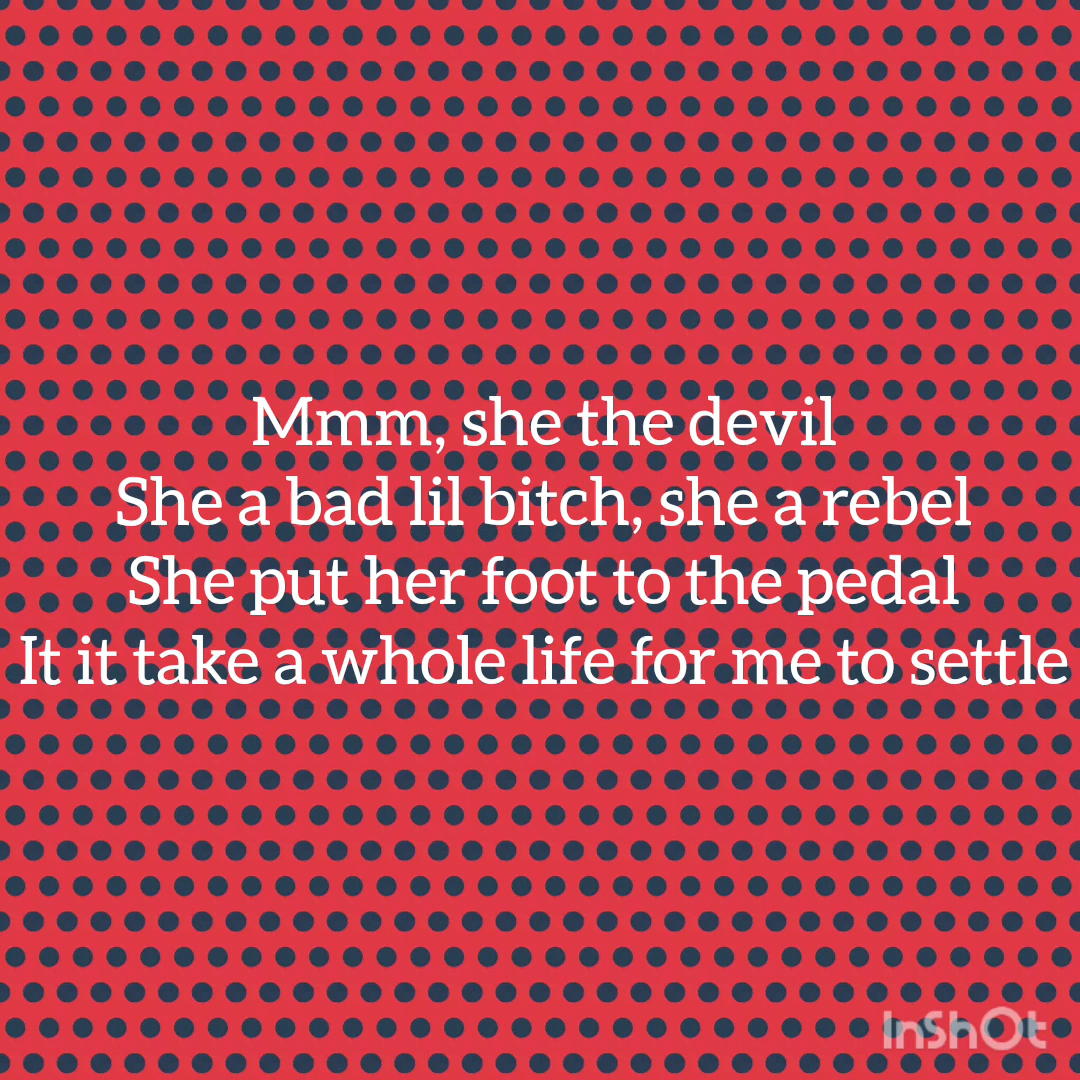 Mmm, she the devil
She a bad lil bitch, she a rebel
She put her foot to the pedal
It it take a whole life for me to settle
InShOt